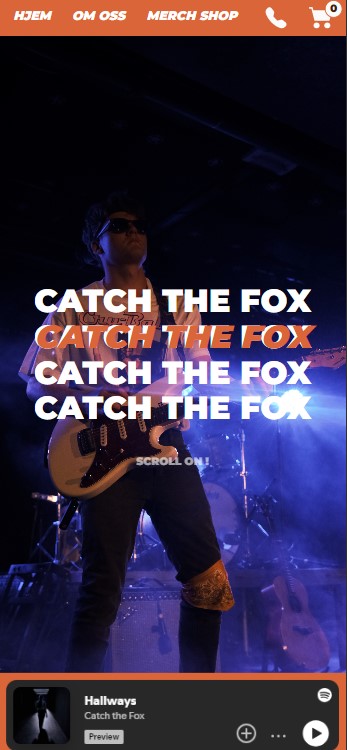 HJEM OM OSS MERCH SHOP 0
CATCH THE FOX
CATCH THE FOX
CATCH THE FOX
CATCH THE FOX
SCROLL ON !
Hallways
Catch the Fox
Preview